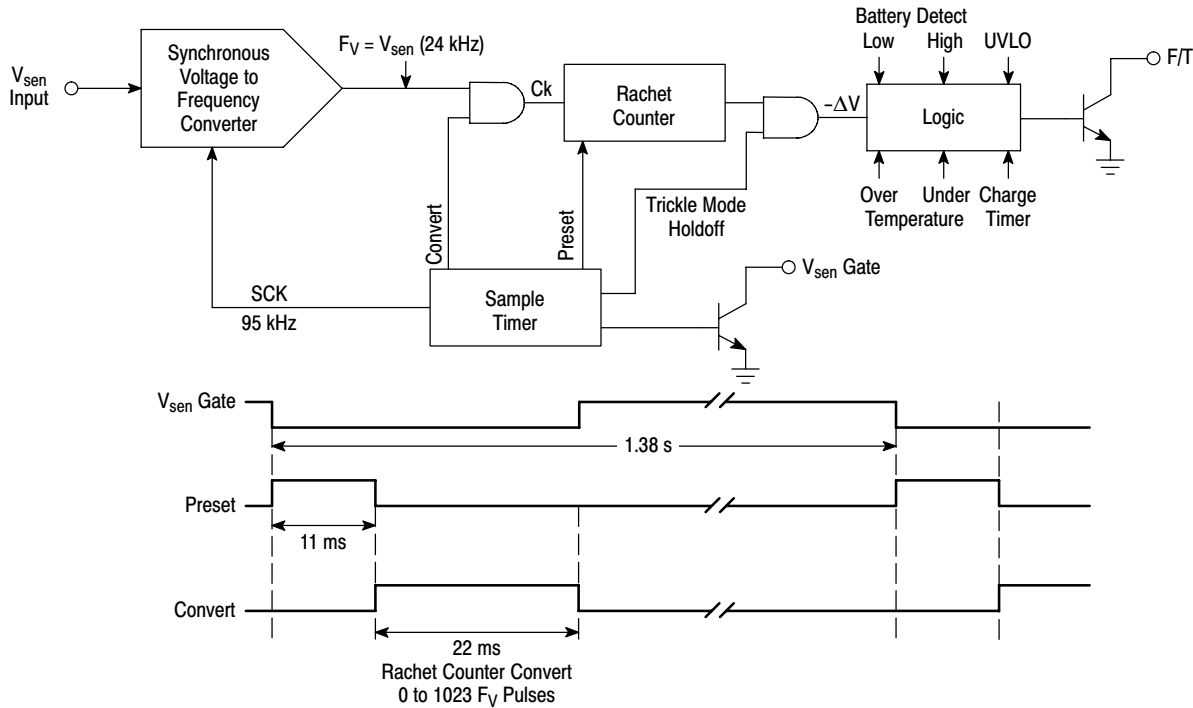 V_sen
Input
Synchronous
Voltage to
Frequency
Converter
F_V = V_sen (24 kHz)
Ck
Rachet
Counter
–ΔV
Battery Detect
Low High UVLO
Logic
F/T
Over Under Charge
Temperature Timer
Convert
Preset
Trickle Mode
Holdoff
SCK
95 kHz
Sample
Timer
V_sen Gate
V_sen Gate
1.38 s
Preset
11 ms
Convert
22 ms
Rachet Counter Convert
0 to 1023 F_V Pulses